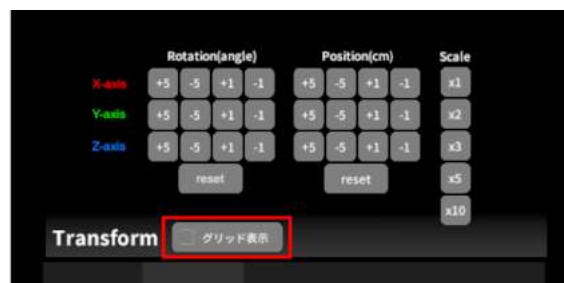 Rotation(angle) Position(cm) Scale
X-axis +5 -5 +1 -1 +5 -5 +1 -1 x1
Y-axis +5 -5 +1 -1 +5 -5 +1 -1 x2
Z-axis +5 -5 +1 -1 +5 -5 +1 -1 x3
reset reset x5
x10
Transform グリッド表示